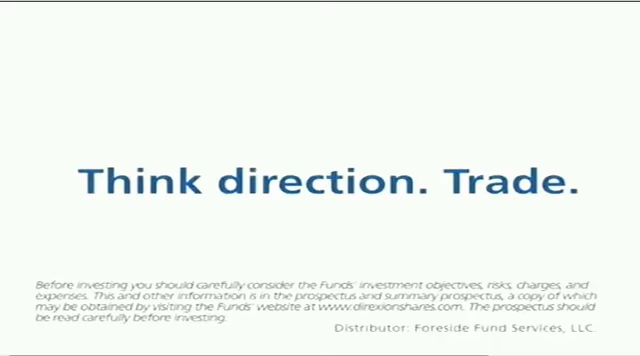 Think direction. Trade.
Before investing you should carefully consider the Funds' investment objectives, risks, charges, and
expenses. This and other information is in the prospectus and summary prospectus, a copy of which
may be obtained by visiting the Funds' website at www.direxionshares.com. The prospectus should
be read carefully before investing.
Distributor: Foreside Fund Services, LLC.